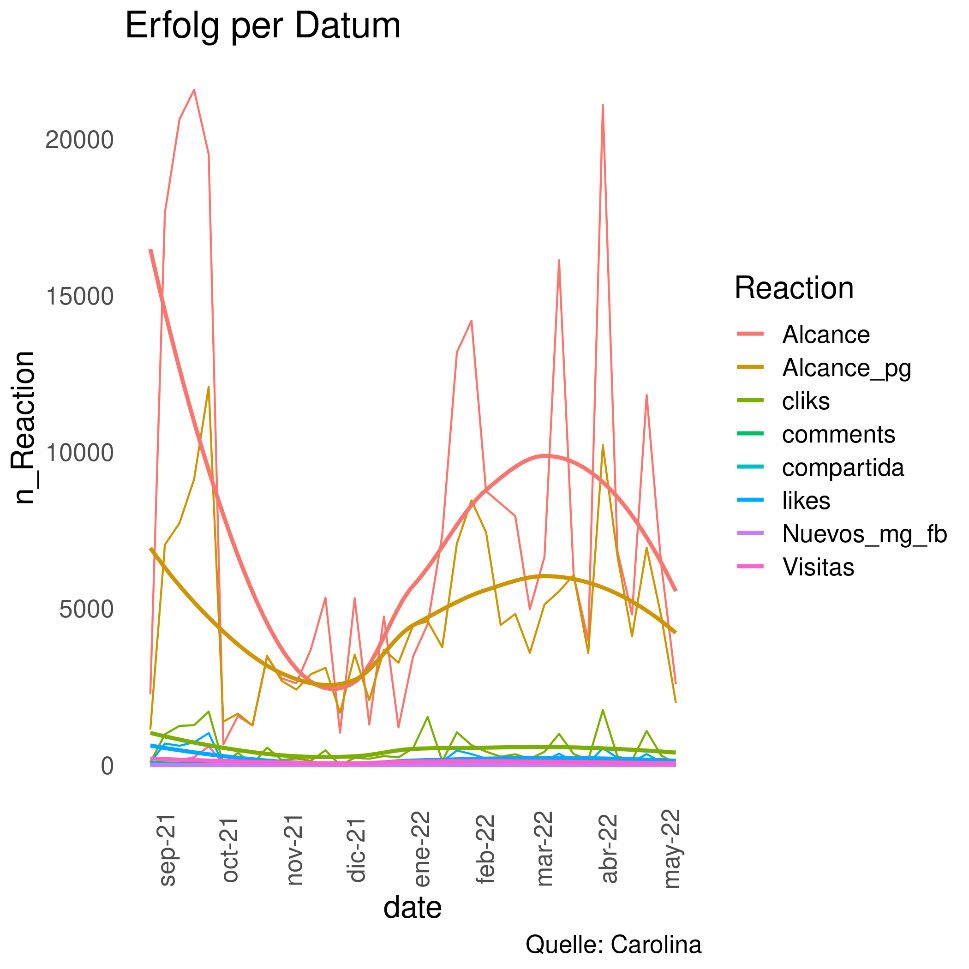 Erfolg per Datum
n_Reaction
20000
15000
10000
5000
0
sep-21
oct-21
nov-21
dic-21
ene-22
feb-22
mar-22
abr-22
may-22
date
Reaction
Alcance
Alcance_pg
cliks
comments
compartida
likes
Nuevos_mg_fb
Visitas
Quelle: Carolina